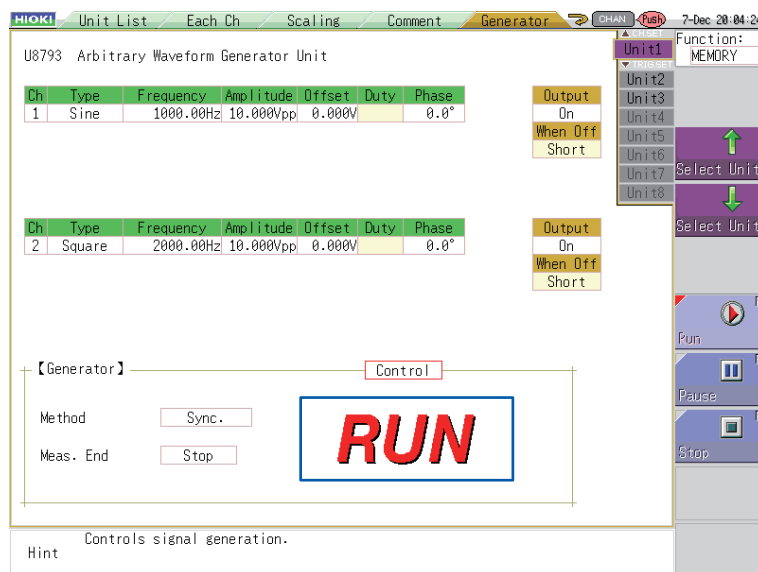 HIOKI Unit List Each Ch Scaling Comment Generator CHAN Push 7-Dec 20:04:24
U8793 Arbitrary Waveform Generator Unit
▲ CH.SET
Unit1
▼ TRIG.SET
Unit2
Unit3
Unit4
Unit5
Unit6
Unit7
Unit8
Function:
MEMORY
Select Unit
Select Unit
Run
Pause
Stop
Ch Type Frequency Amplitude Offset Duty Phase
1 Sine 1000.00Hz 10.000Vpp 0.000V 0.0°
Output
On
When Off
Short
Ch Type Frequency Amplitude Offset Duty Phase
2 Square 2000.00Hz 10.000Vpp 0.000V 0.0°
Output
On
When Off
Short
【Generator】 Control
Method Sync.
Meas. End Stop
RUN
Controls signal generation.
Hint